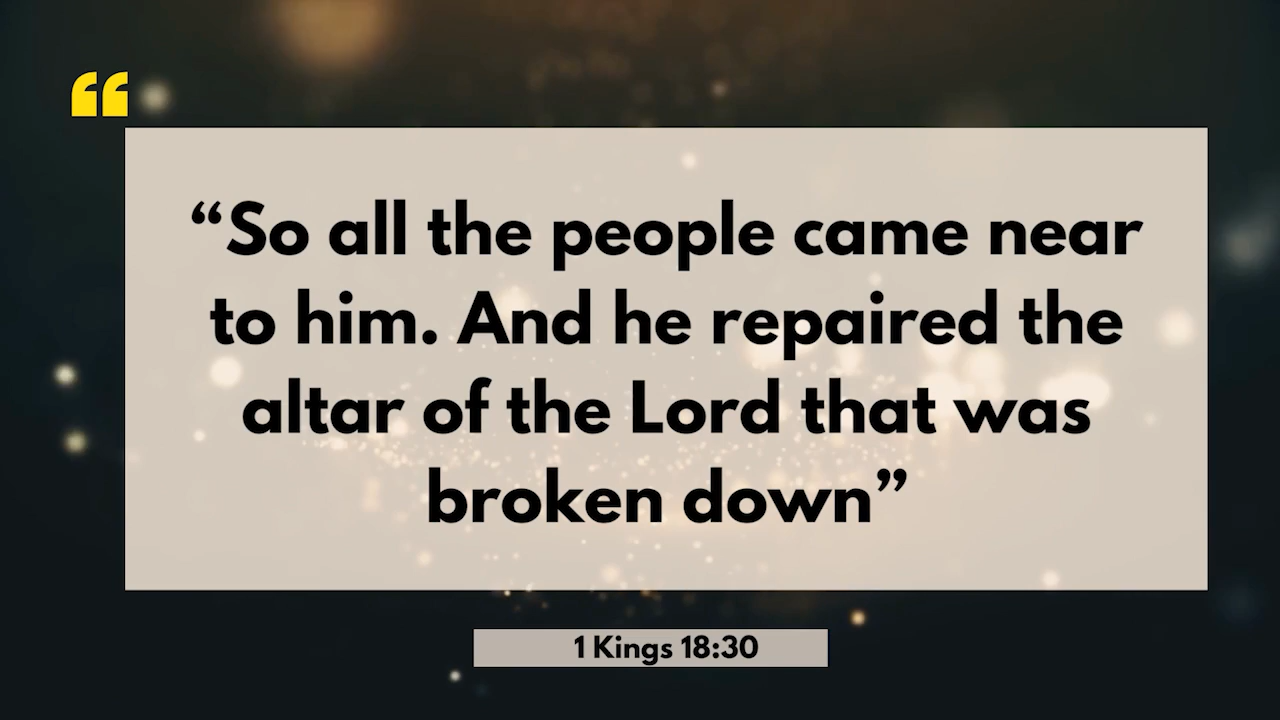 “
“So all the people came near
to him. And he repaired the
altar of the Lord that was
broken down”
1 Kings 18:30